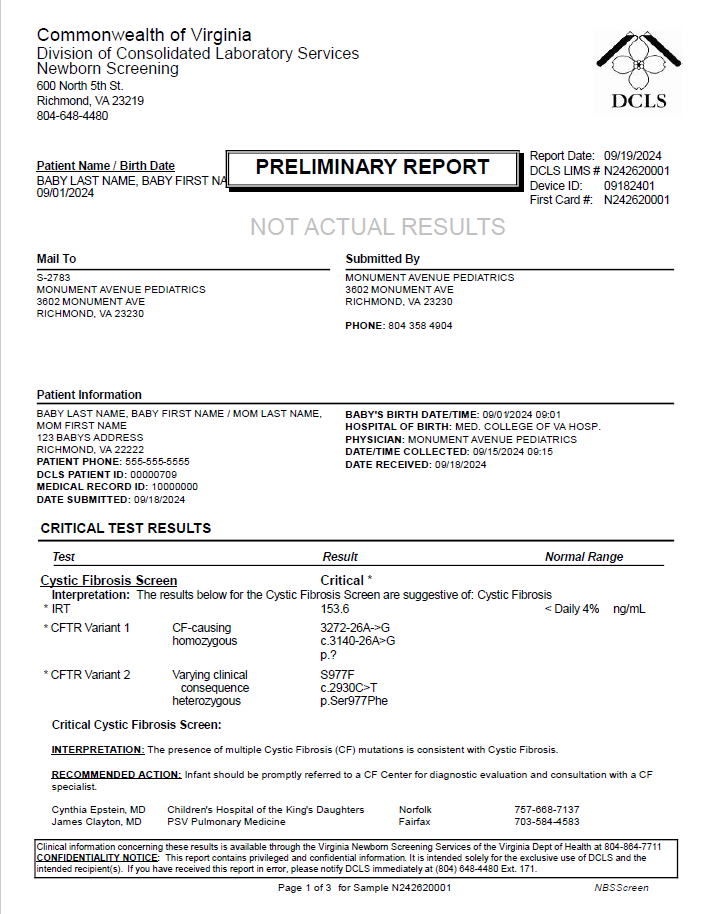 Commonwealth of Virginia
Division of Consolidated Laboratory Services
Newborn Screening
600 North 5th St.
Richmond, VA 23219
804-648-4480
DCLS
PRELIMINARY REPORT
Patient Name / Birth Date
BABY LAST NAME, BABY FIRST NA
09/01/2024
Report Date: 09/19/2024
DCLS LIMS # N242620001
Device ID: 09182401
First Card #: N242620001
NOT ACTUAL RESULTS
Mail To
S-2783
MONUMENT AVENUE PEDIATRICS
3602 MONUMENT AVE
RICHMOND, VA 23230
Submitted By
MONUMENT AVENUE PEDIATRICS
3602 MONUMENT AVE
RICHMOND, VA 23230
PHONE: 804 358 4904
Patient Information
BABY LAST NAME, BABY FIRST NAME / MOM LAST NAME,
MOM FIRST NAME
123 BABYS ADDRESS
RICHMOND, VA 22222
PATIENT PHONE: 555-555-5555
DCLS PATIENT ID: 00000709
MEDICAL RECORD ID: 10000000
DATE SUBMITTED: 09/18/2024
BABY'S BIRTH DATE/TIME: 09/01/2024 09:01
HOSPITAL OF BIRTH: MED. COLLEGE OF VA HOSP.
PHYSICIAN: MONUMENT AVENUE PEDIATRICS
DATE/TIME COLLECTED: 09/15/2024 09:15
DATE RECEIVED: 09/18/2024
CRITICAL TEST RESULTS
Test Result Normal Range
Cystic Fibrosis Screen Critical *
Interpretation: The results below for the Cystic Fibrosis Screen are suggestive of: Cystic Fibrosis
* IRT 153.6 < Daily 4% ng/mL
* CFTR Variant 1 CF-causing 3272-26A->G
homozygous c.3140-26A>G
p.?
* CFTR Variant 2 Varying clinical S977F
consequence c.2930C>T
heterozygous p.Ser977Phe
Critical Cystic Fibrosis Screen:
INTERPRETATION: The presence of multiple Cystic Fibrosis (CF) mutations is consistent with Cystic Fibrosis.
RECOMMENDED ACTION: Infant should be promptly referred to a CF Center for diagnostic evaluation and consultation with a CF
specialist.
Cynthia Epstein, MD Children's Hospital of the King's Daughters Norfolk 757-668-7137
James Clayton, MD PSV Pulmonary Medicine Fairfax 703-584-4583
Clinical information concerning these results is available through the Virginia Newborn Screening Services of the Virginia Dept of Health at 804-864-7711
CONFIDENTIALITY NOTICE: This report contains privileged and confidential information. It is intended solely for the exclusive use of DCLS and the
intended recipient(s). If you have received this report in error, please notify DCLS immediately at (804) 648-4480 Ext. 171.
Page 1 of 3 for Sample N242620001
NBSScreen